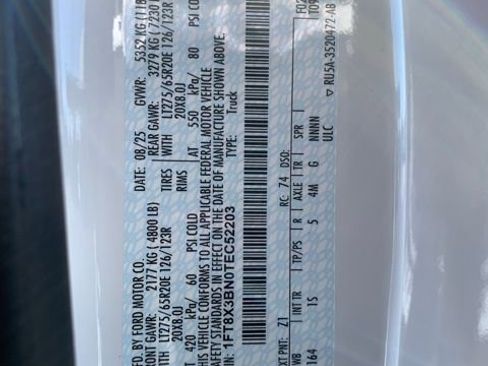 MFD. BY FORD MOTOR CO.
DATE: 08/25 GVWR: 5352 KG
FRONT GAWR: 2177 KG ( 4800 LB) REAR GAWR: 3279 KG ( 7230
LT275/65R20E 126/123R TIRES WITH LT275/65R20E 126/123R
20X8.0J RIMS 20X8.0J
AT 420 kPa/ 60 PSI COLD AT 550 kPa/ 80 PSI
THIS VEHICLE CONFORMS TO ALL APPLICABLE FEDERAL MOTOR VEHICLE
SAFETY STANDARDS IN EFFECT ON THE DATE OF MANUFACTURE SHOWN ABOVE.
VIN: 1FT8X3BN0TEC52203 TYPE: Truck
EXT PNT: Z1 RC: 74 DSO:
WB INT TR TP/PS R AXLE TR SPR
164 1S 5 4M G NNNN
ULC
▽ RU5A-3520472-AB